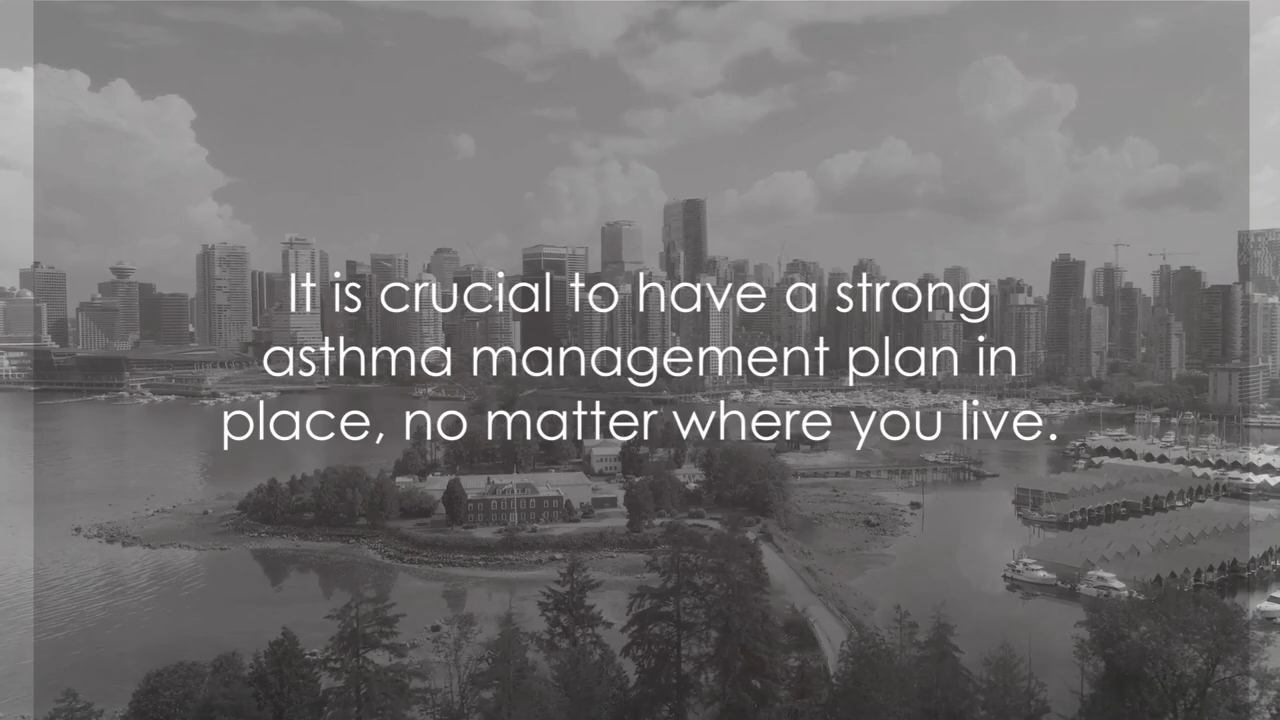 It is crucial to have a strong
asthma management plan in
place, no matter where you live.